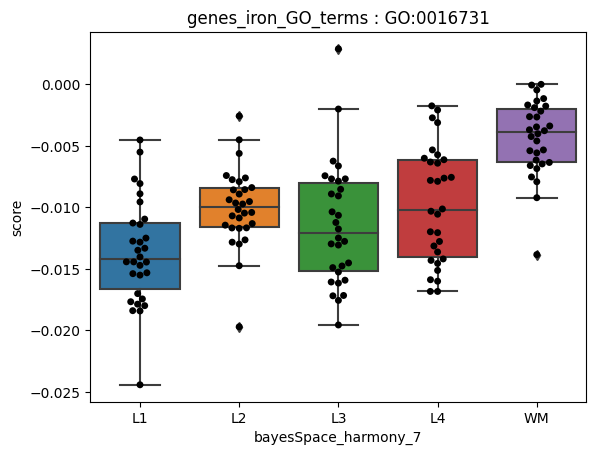 genes_iron_GO_terms : GO:0016731
0.000
−0.005
−0.010
−0.015
−0.020
−0.025
score
L1 L2 L3 L4 WM
bayesSpace_harmony_7